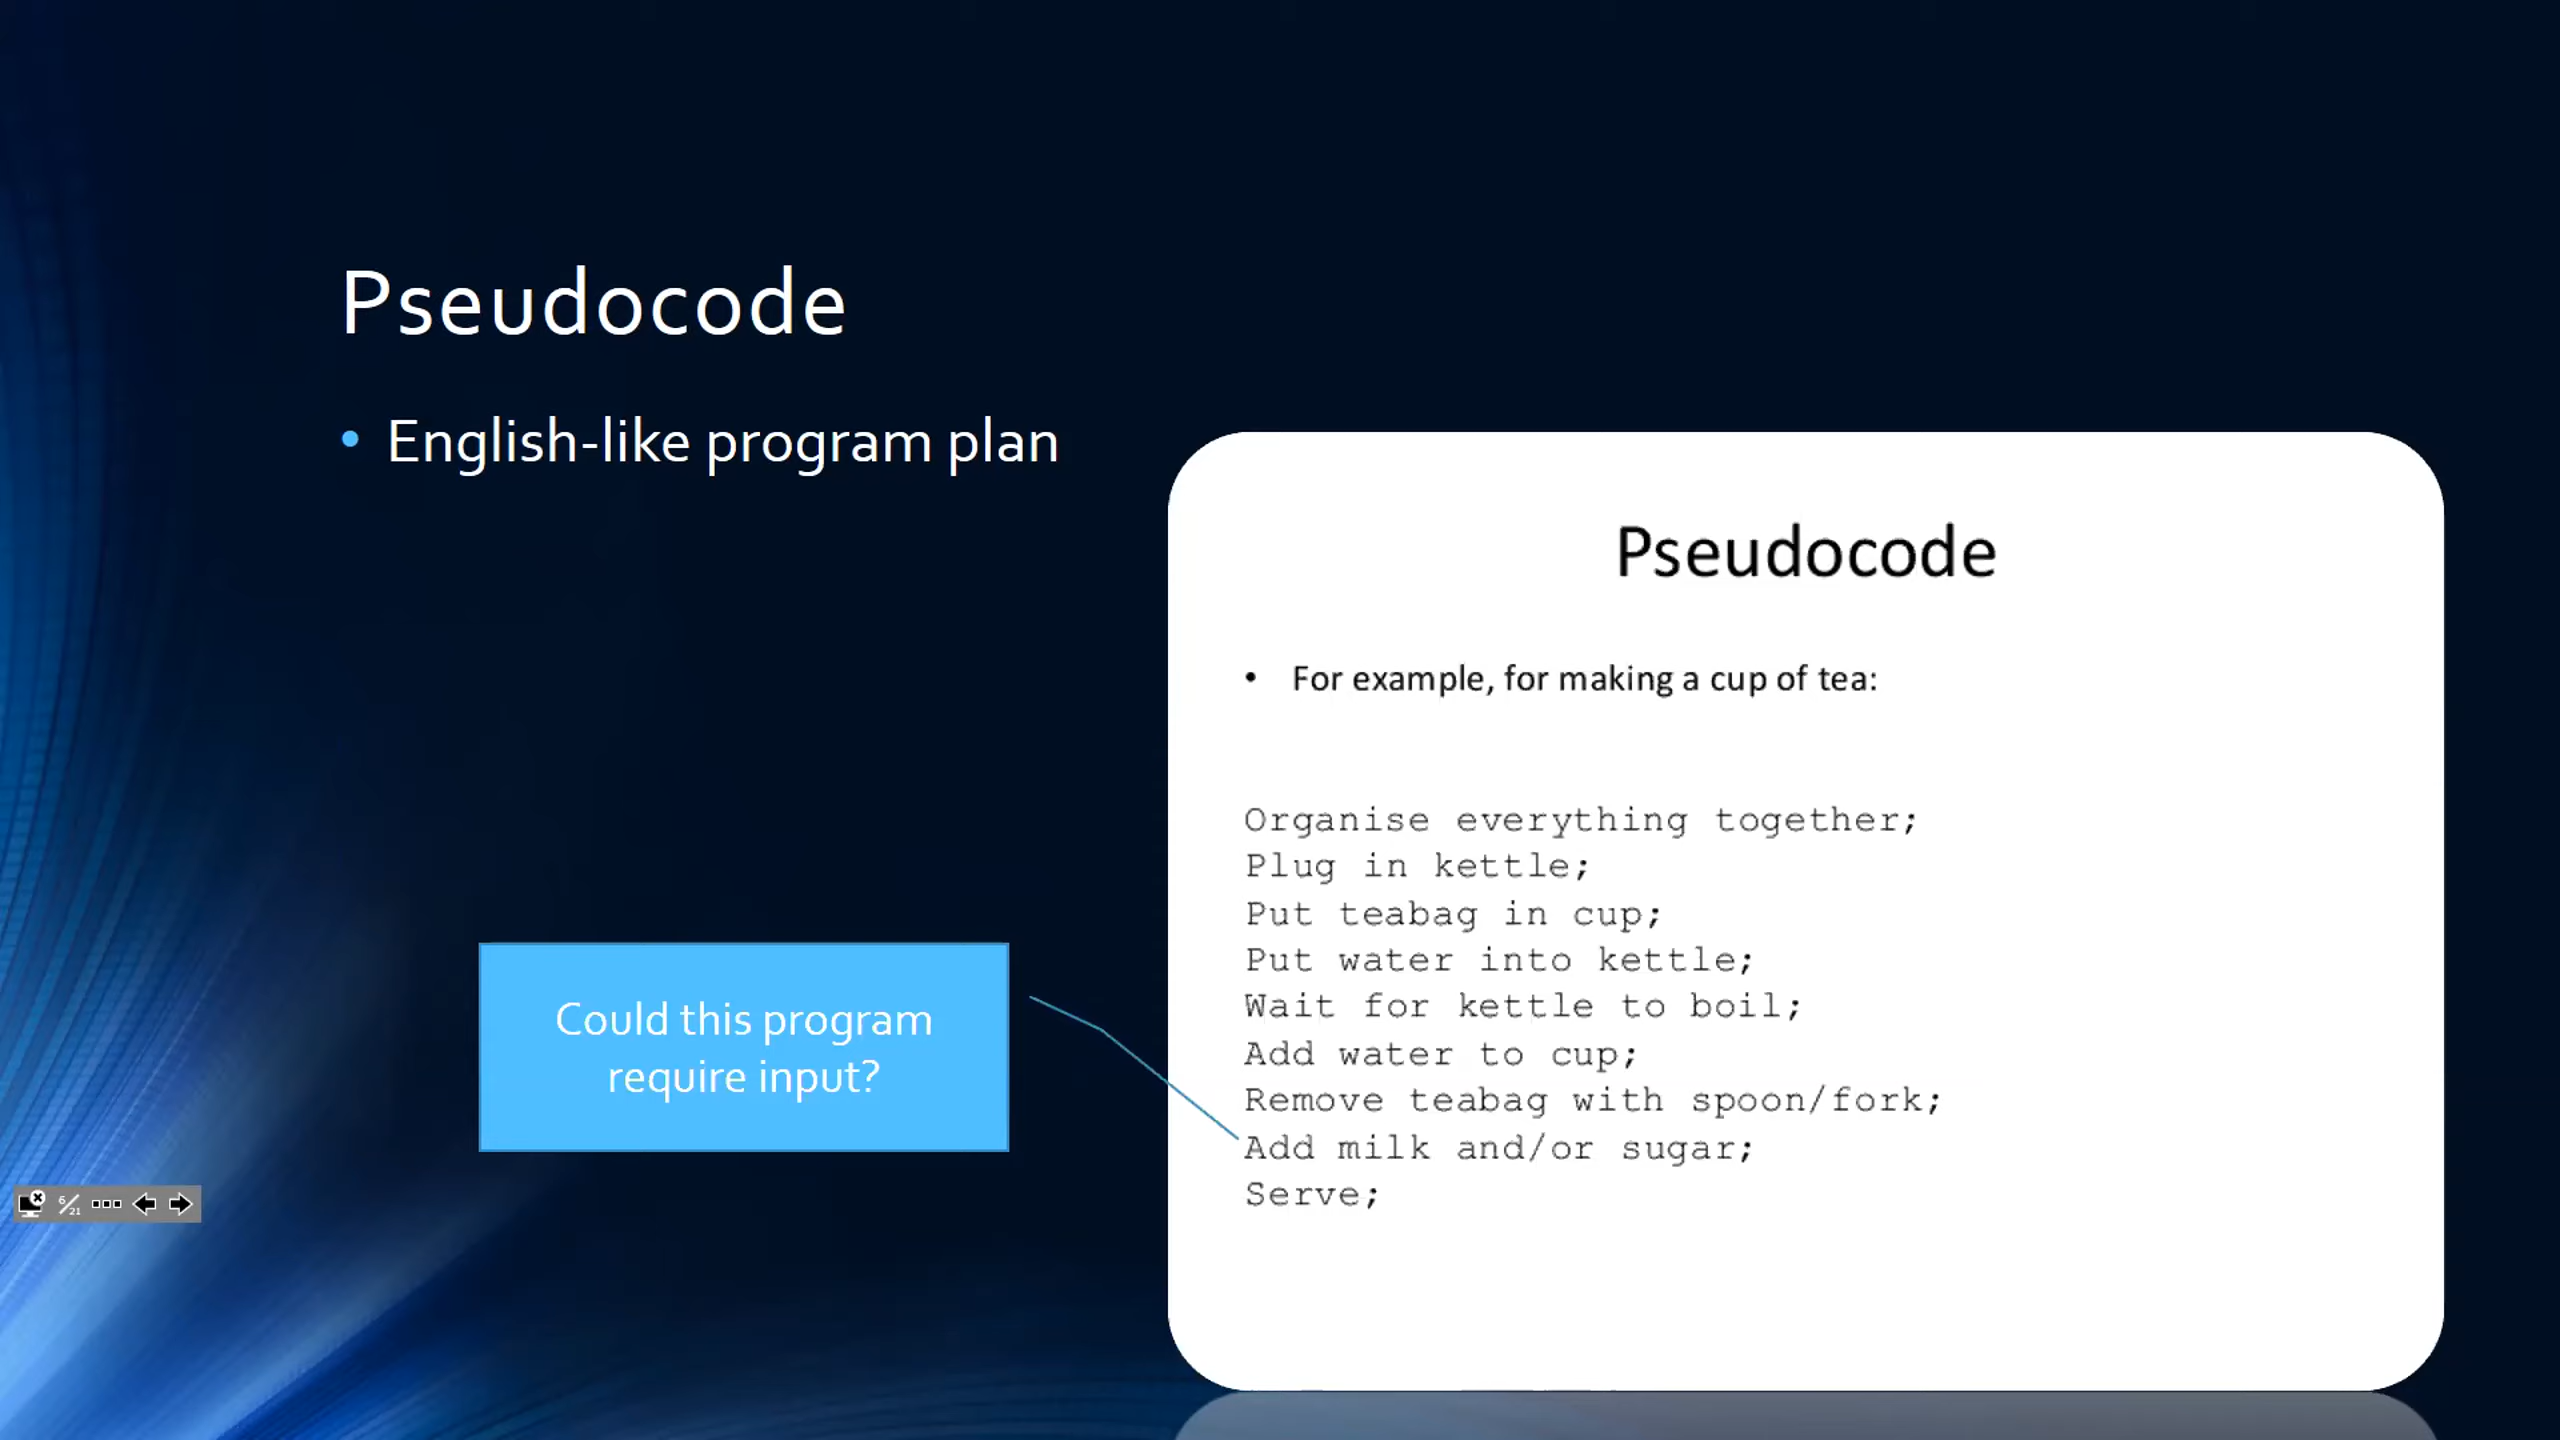 Pseudocode
• English-like program plan
Could this program
require input?
Pseudocode
• For example, for making a cup of tea:
Organise everything together;
Plug in kettle;
Put teabag in cup;
Put water into kettle;
Wait for kettle to boil;
Add water to cup;
Remove teabag with spoon/fork;
Add milk and/or sugar;
Serve;
6/21